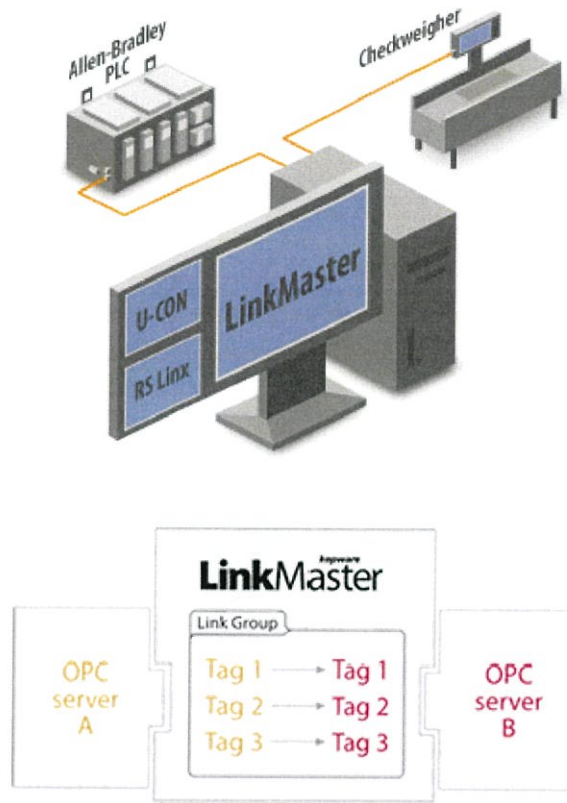 Allen-Bradley
PLC
Checkweigher
U-CON
LinkMaster
RS Linx
kepware
LinkMaster
Link Group
OPC
server
A
Tag 1
Tag 1
Tag 2
Tag 2
Tag 3
Tag 3
OPC
server
B